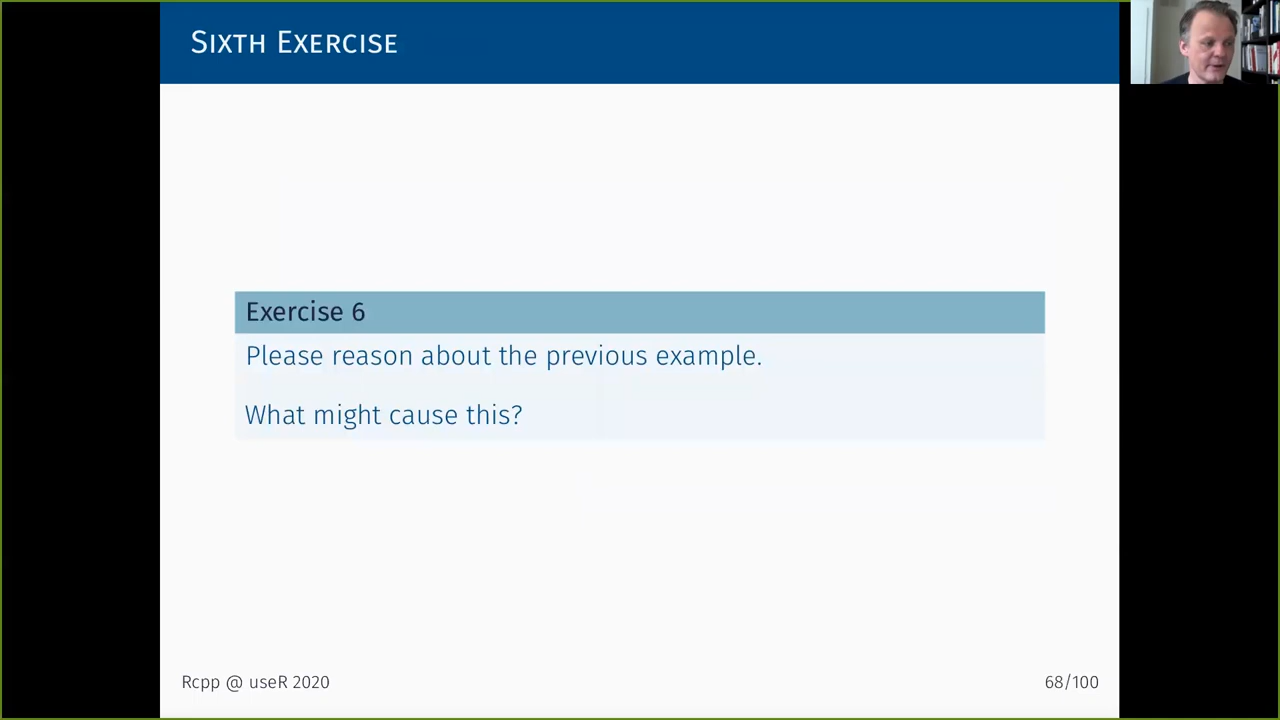 Sixth Exercise
Exercise 6
Please reason about the previous example.
What might cause this?
Rcpp @ useR 2020
68/100